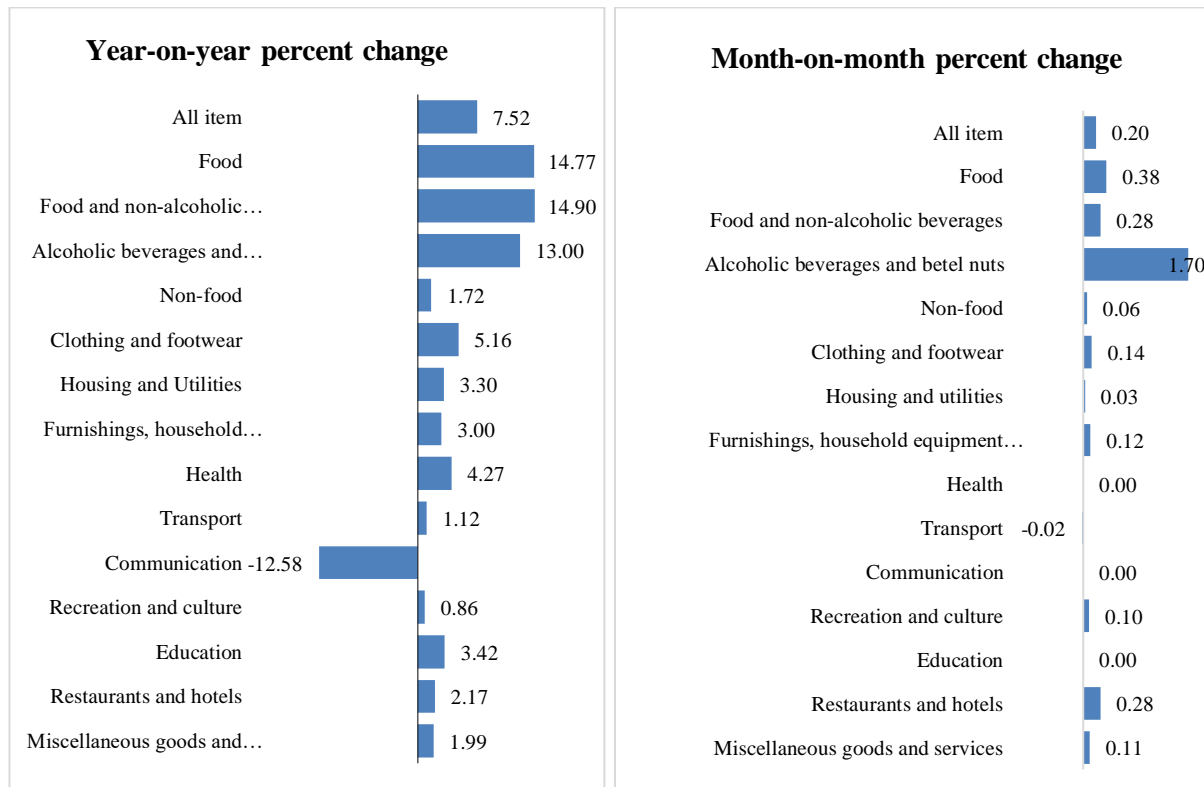 Year-on-year percent change
All item 7.52
Food 14.77
Food and non-alcoholic… 14.90
Alcoholic beverages and… 13.00
Non-food 1.72
Clothing and footwear 5.16
Housing and Utilities 3.30
Furnishings, household… 3.00
Health 4.27
Transport 1.12
Communication -12.58
Recreation and culture 0.86
Education 3.42
Restaurants and hotels 2.17
Miscellaneous goods and… 1.99
Month-on-month percent change
All item 0.20
Food 0.38
Food and non-alcoholic beverages 0.28
Alcoholic beverages and betel nuts 1.70
Non-food 0.06
Clothing and footwear 0.14
Housing and utilities 0.03
Furnishings, household equipment… 0.12
Health 0.00
Transport -0.02
Communication 0.00
Recreation and culture 0.10
Education 0.00
Restaurants and hotels 0.28
Miscellaneous goods and services 0.11